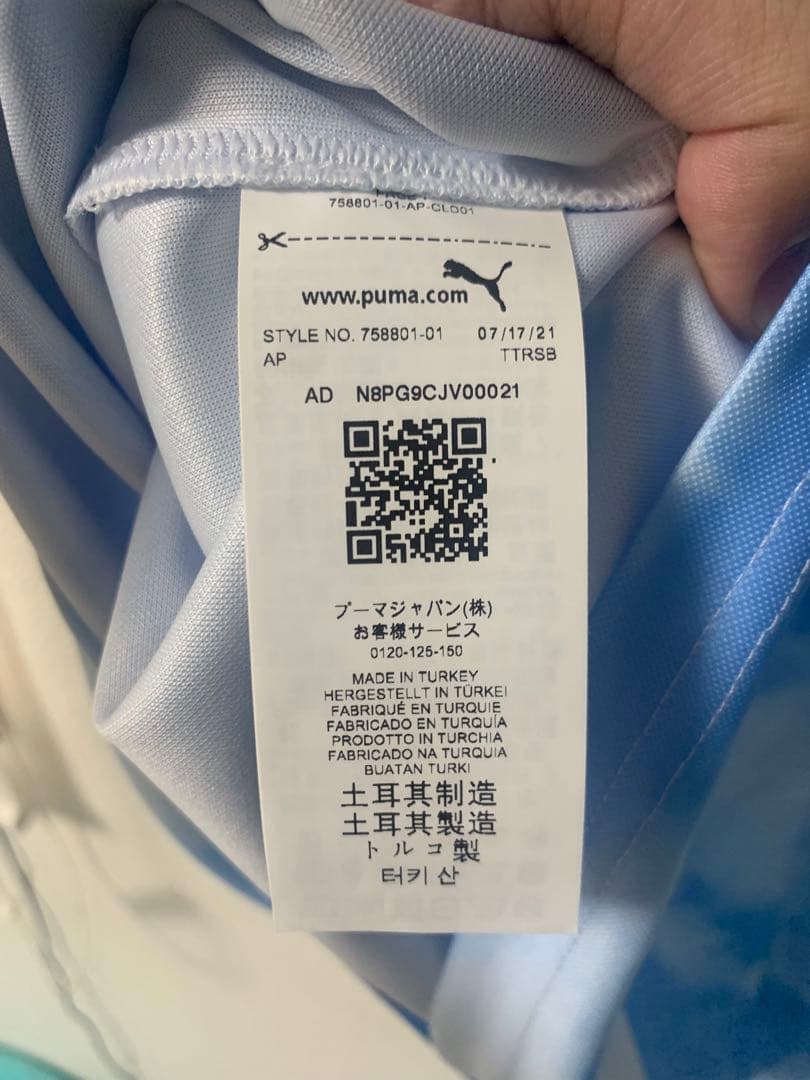 758801-01-AP-CLO01
www.puma.com
STYLE NO. 758801-01 07/17/21
AP TTRSB
AD N8PG9CJV00021
プーマジャパン(株)
お客様サービス
0120-125-150
MADE IN TURKEY
HERGESTELLT IN TÜRKEI
FABRIQUÉ EN TURQUIE
FABRICADO EN TURQUÍA
PRODOTTO IN TURCHIA
FABRICADO NA TURQUIA
BUATAN TURKI
土耳其制造
土耳其製造
トルコ製
터키산